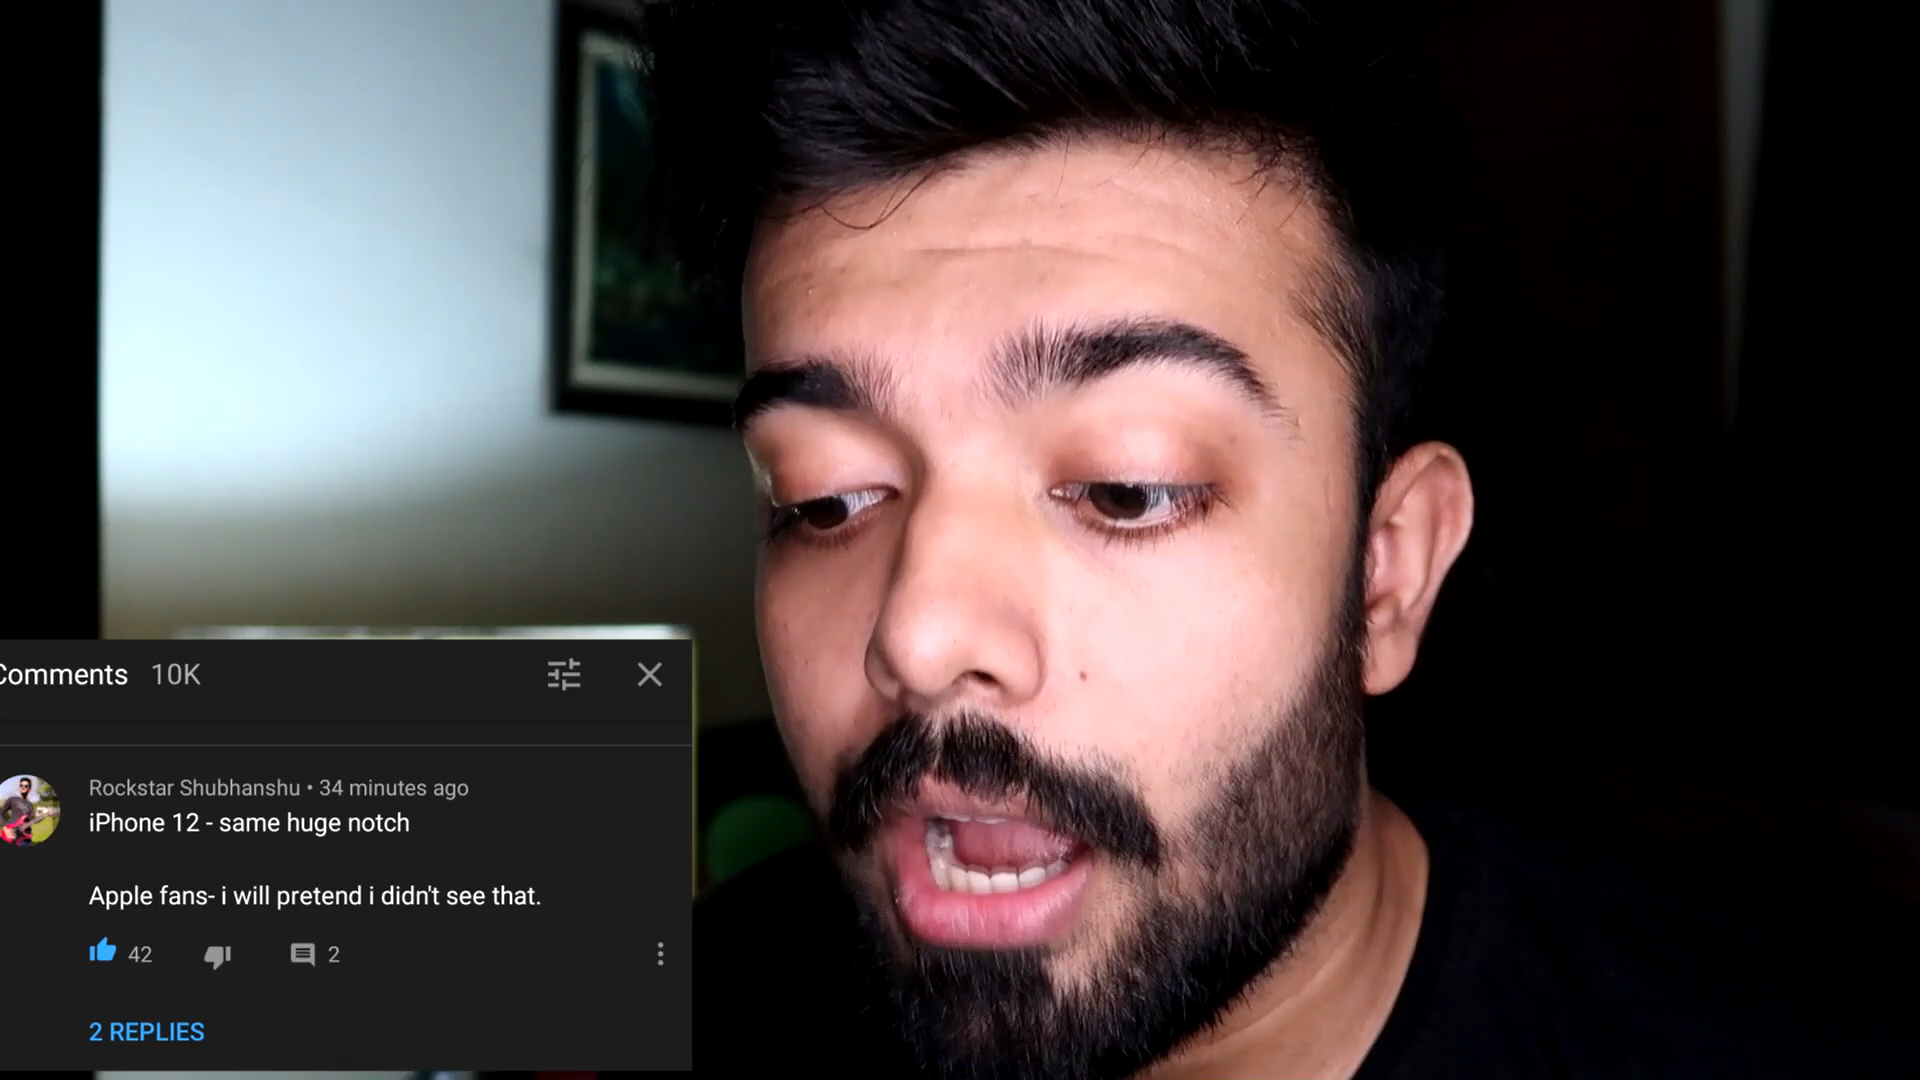 Comments 10K
Rockstar Shubhanshu • 34 minutes ago
iPhone 12 - same huge notch
Apple fans- i will pretend i didn't see that.
42 2
2 REPLIES